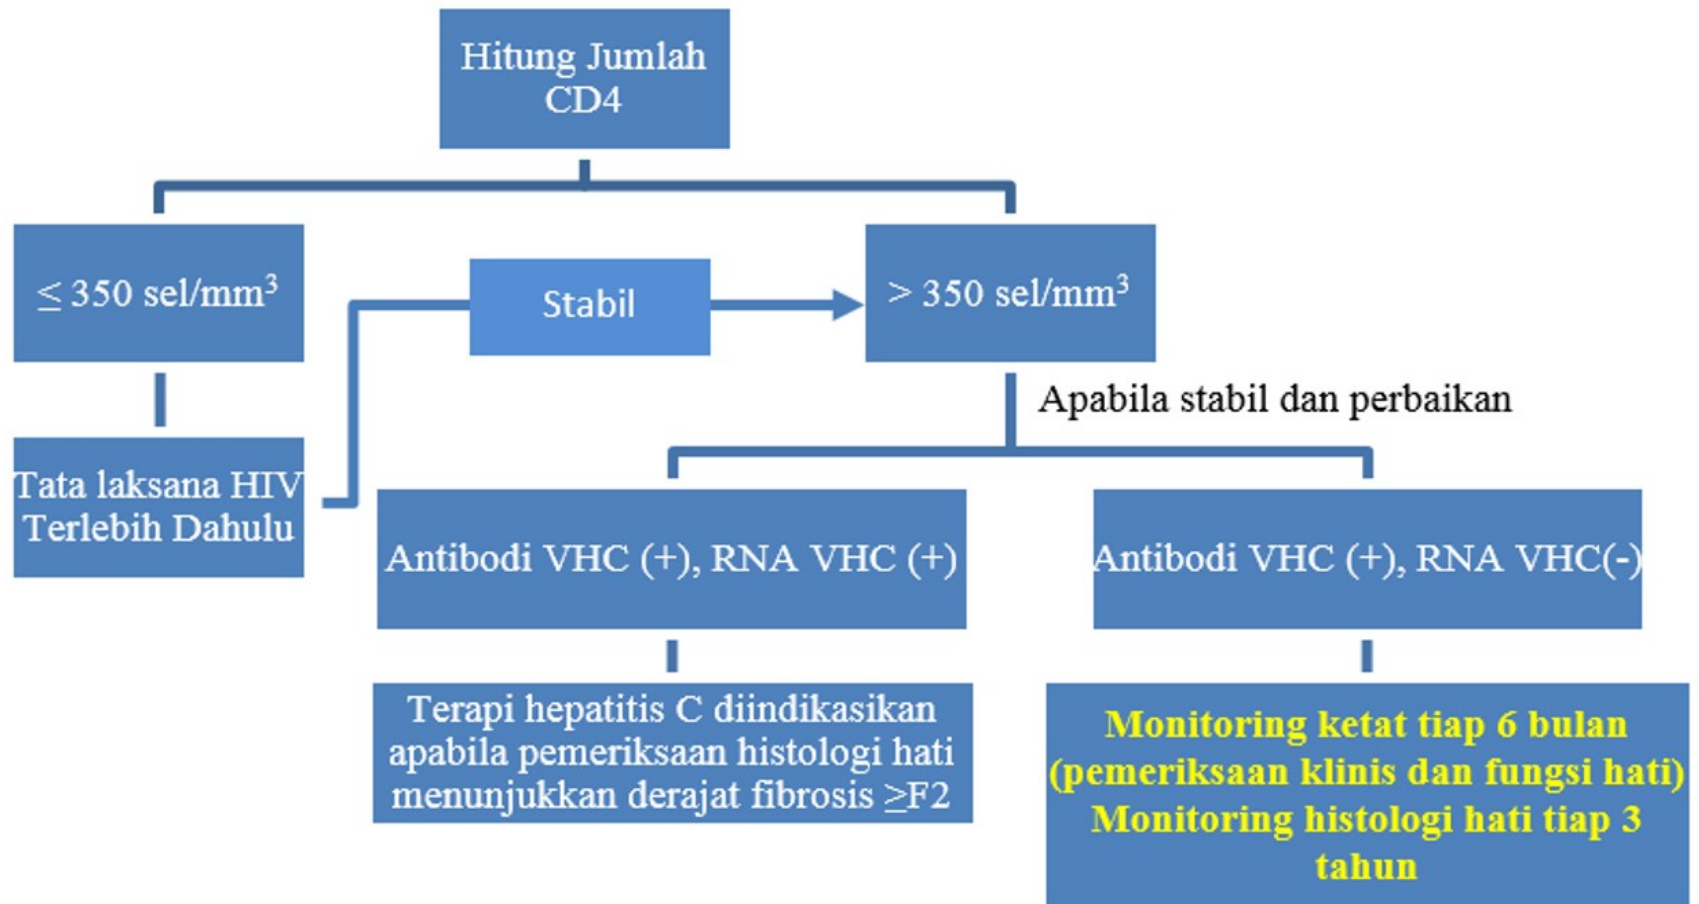 Hitung Jumlah
CD4
≤ 350 sel/mm³
Stabil
> 350 sel/mm³
Apabila stabil dan perbaikan
Tata laksana HIV
Terlebih Dahulu
Antibodi VHC (+), RNA VHC (+)
Antibodi VHC (+), RNA VHC(-)
Terapi hepatitis C diindikasikan
apabila pemeriksaan histologi hati
menunjukkan derajat fibrosis ≥F2
Monitoring ketat tiap 6 bulan
(pemeriksaan klinis dan fungsi hati)
Monitoring histologi hati tiap 3
tahun